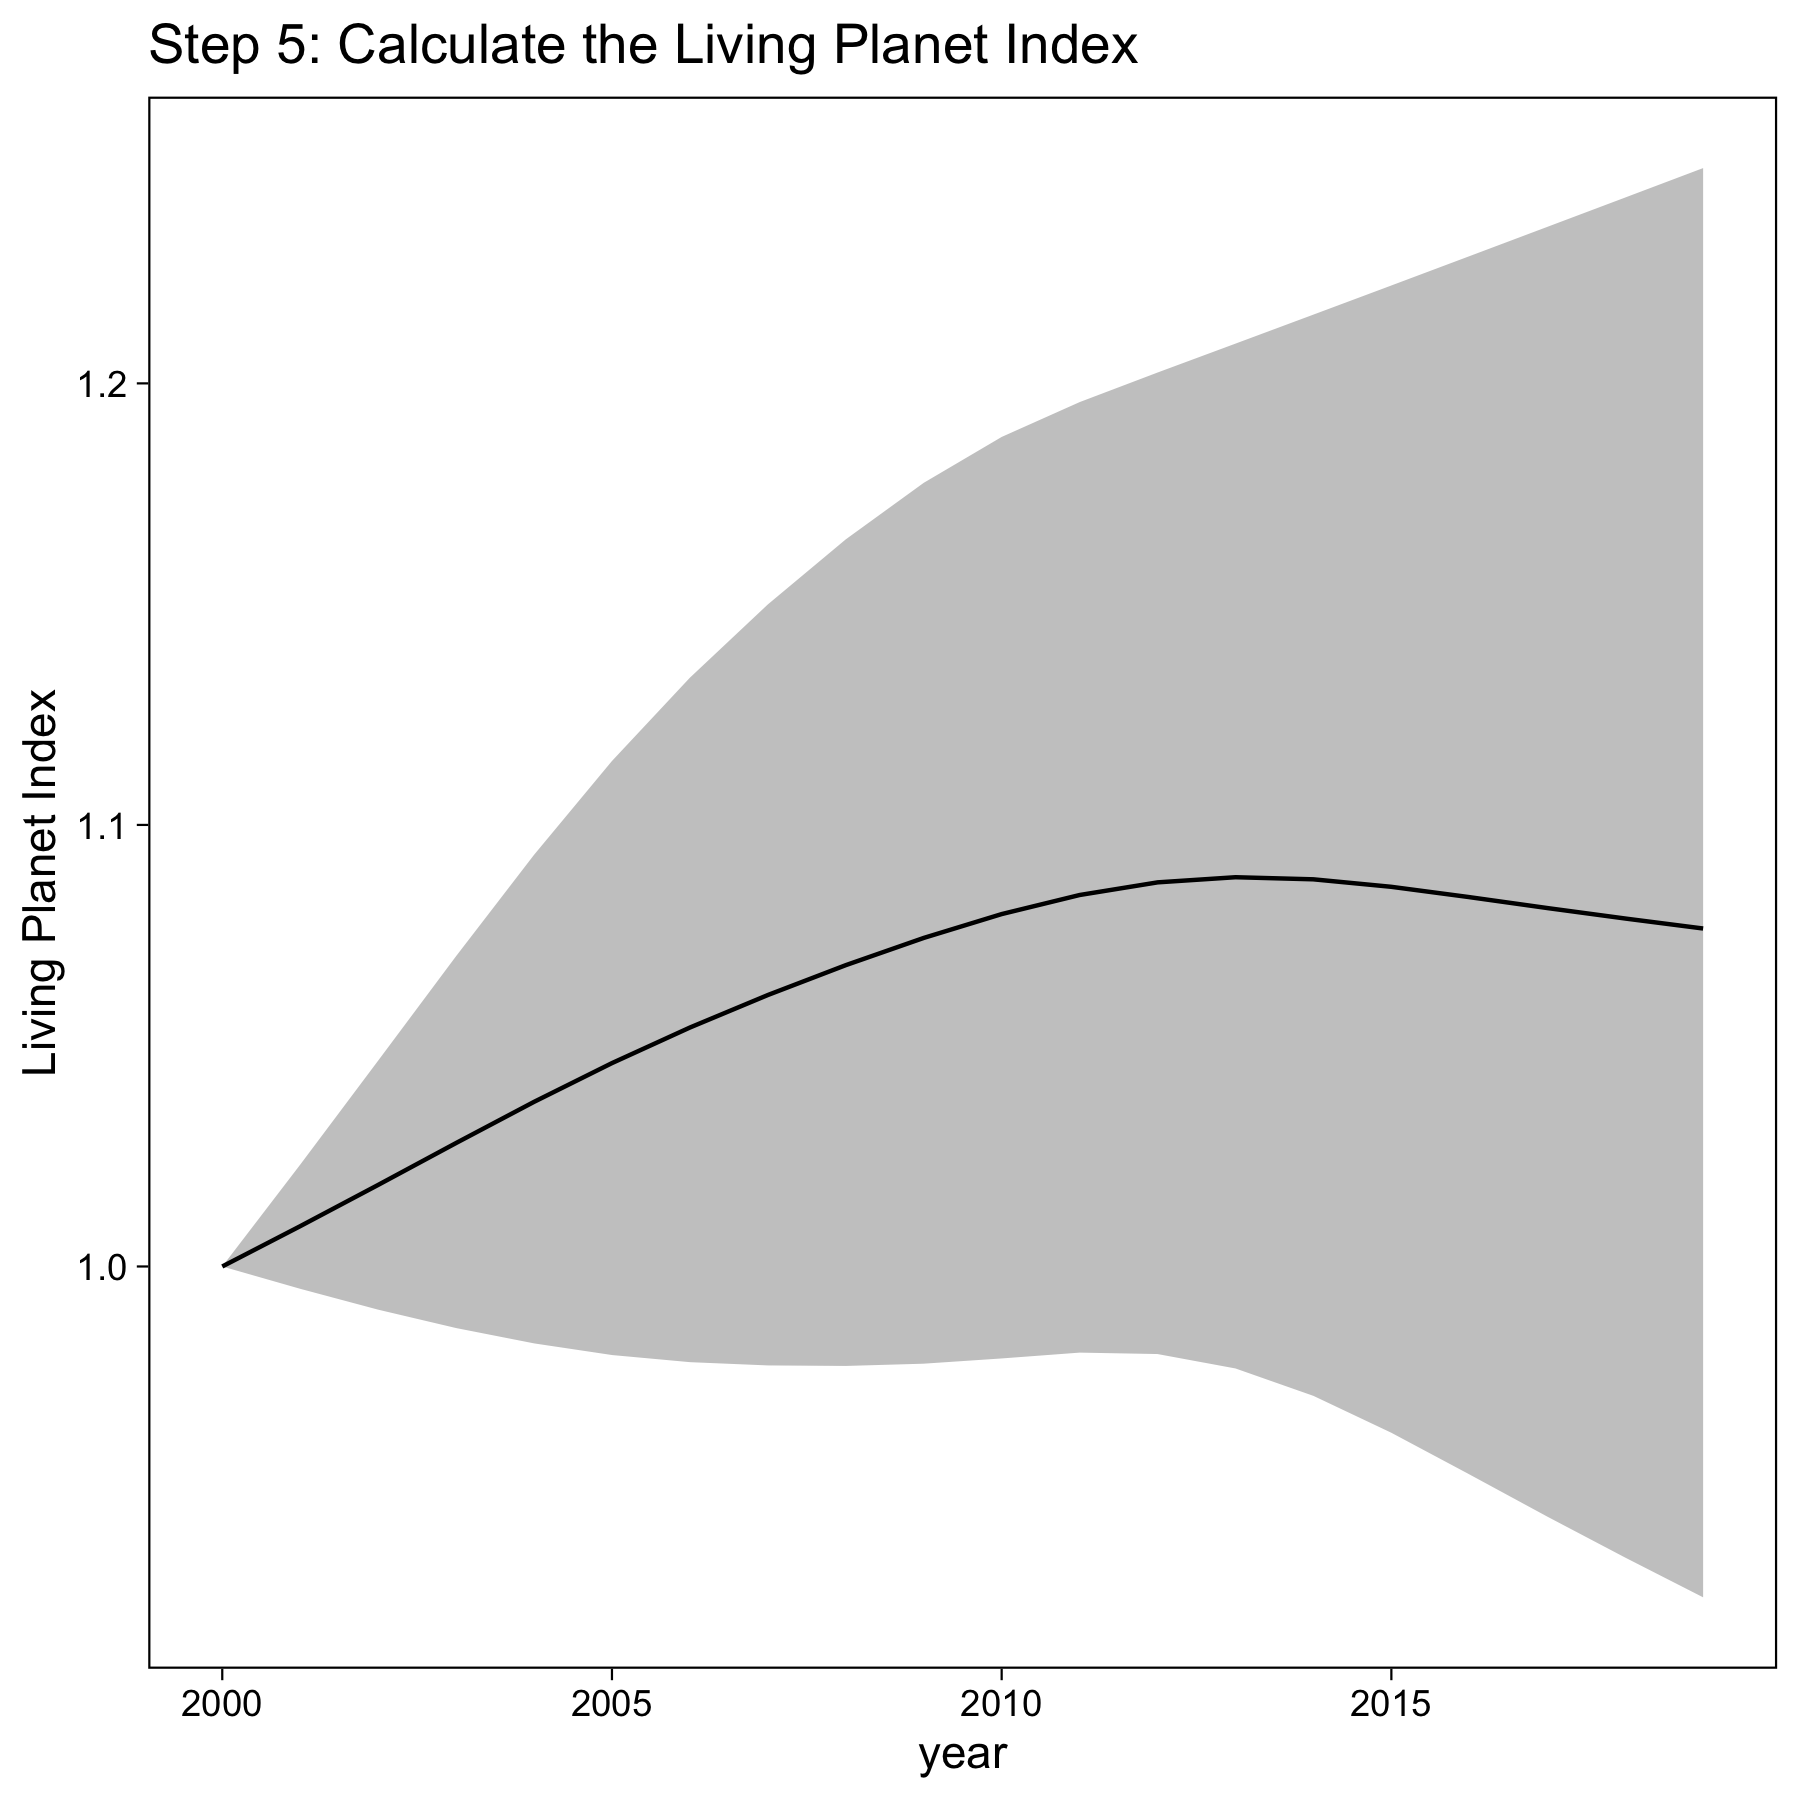 Step 5: Calculate the Living Planet Index
Living Planet Index
1.2
1.1
1.0
2000 2005 2010 2015
year